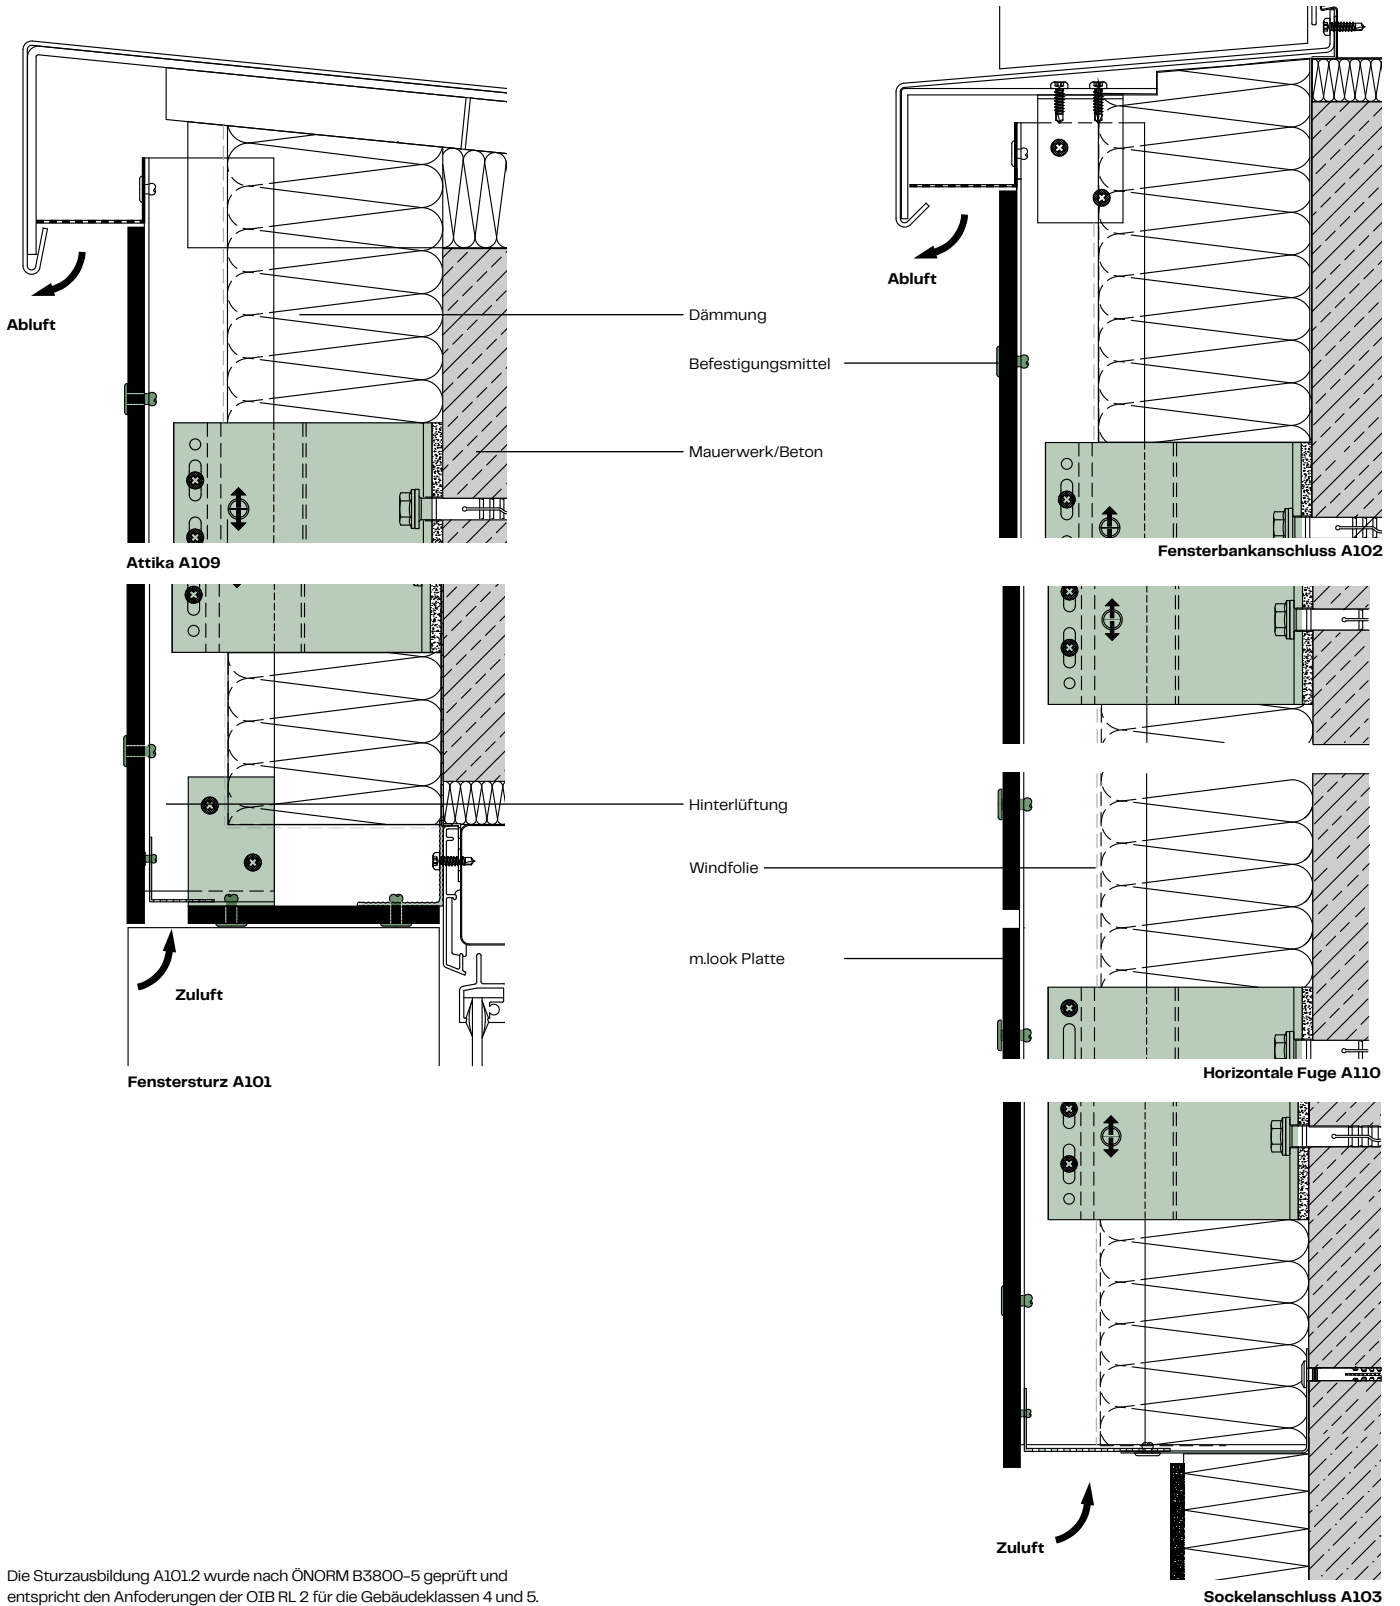 Abluft
Abluft
Dämmung
Befestigungsmittel
Mauerwerk/Beton
Attika A109
Fensterbankanschluss A102
Hinterlüftung
Windfolie
m.look Platte
Zuluft
Fenstersturz A101
Horizontale Fuge A110
Zuluft
Die Sturzausbildung A101.2 wurde nach ÖNORM B3800-5 geprüft und
entspricht den Anfoderungen der OIB RL 2 für die Gebäudeklassen 4 und 5.
Sockelanschluss A103